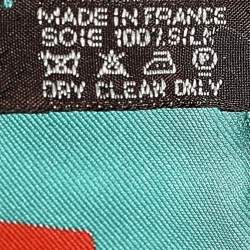 MADE IN FRANCE
SOIE 100% SILK
DRY CLEAN ONLY